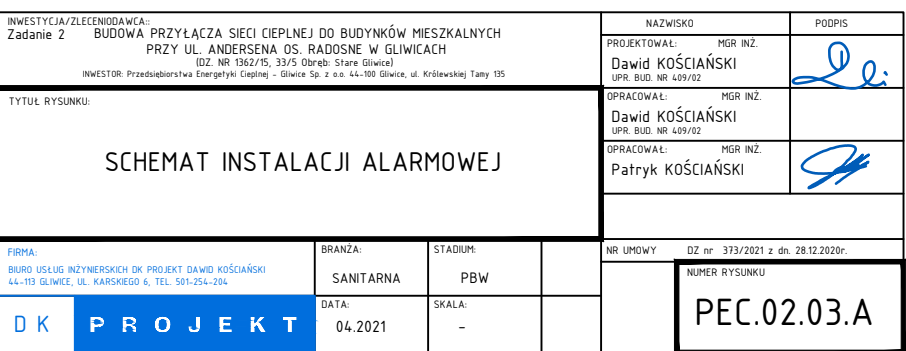 INWESTYCJA/ZLECENIODAWCA::
Zadanie 2 BUDOWA PRZYŁĄCZA SIECI CIEPLNEJ DO BUDYNKÓW MIESZKALNYCH
PRZY UL. ANDERSENA OS. RADOSNE W GLIWICACH
(DZ. NR 1362/15, 33/5 Obręb: Stare Gliwice)
INWESTOR: Przedsiębiorstwa Energetyki Cieplnej - Gliwice Sp. z o.o. 44-100 Gliwice, ul. Królewskiej Tamy 135
TYTUŁ RYSUNKU:
SCHEMAT INSTALACJI ALARMOWEJ
NAZWISKO PODPIS
PROJEKTOWAŁ: MGR INŻ.
Dawid KOŚCIAŃSKI
UPR. BUD. NR 409/02
OPRACOWAŁ: MGR INŻ.
Dawid KOŚCIAŃSKI
UPR. BUD. NR 409/02
OPRACOWAŁ: MGR INŻ.
Patryk KOŚCIAŃSKI
FIRMA:
BIURO USŁUG INŻYNIERSKICH DK PROJEKT DAWID KOŚCIAŃSKI
44-113 GLIWICE, UL. KARSKIEGO 6, TEL. 501-254-204
DK PROJEKT
BRANŻA:
SANITARNA
STADIUM:
PBW
DATA:
04.2021
SKALA:
-
NR UMOWY DZ nr 373/2021 z dn. 28.12.2020r.
NUMER RYSUNKU
PEC.02.03.A